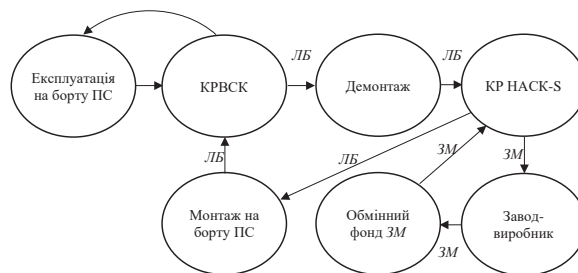 ЛБ
ЛБ
Експлуатація
на борту ПС
КРВСК
Демонтаж
КР НАСК-S
ЛБ
ЛБ
ЗМ
ЗМ
Монтаж на
борту ПС
Обмінний
фонд ЗМ
Завод-
виробник
ЗМ